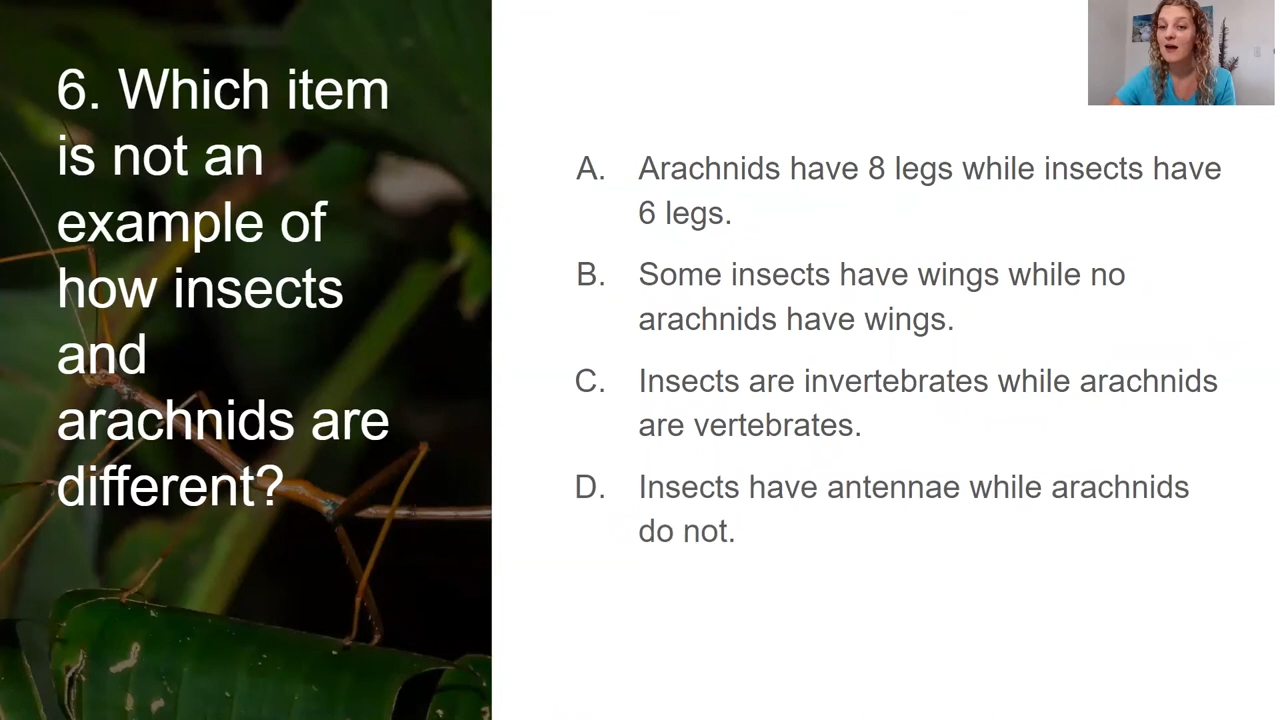 6. Which item
is not an
example of
how insects
and
arachnids are
different?
A. Arachnids have 8 legs while insects have
6 legs.
B. Some insects have wings while no
arachnids have wings.
C. Insects are invertebrates while arachnids
are vertebrates.
D. Insects have antennae while arachnids
do not.